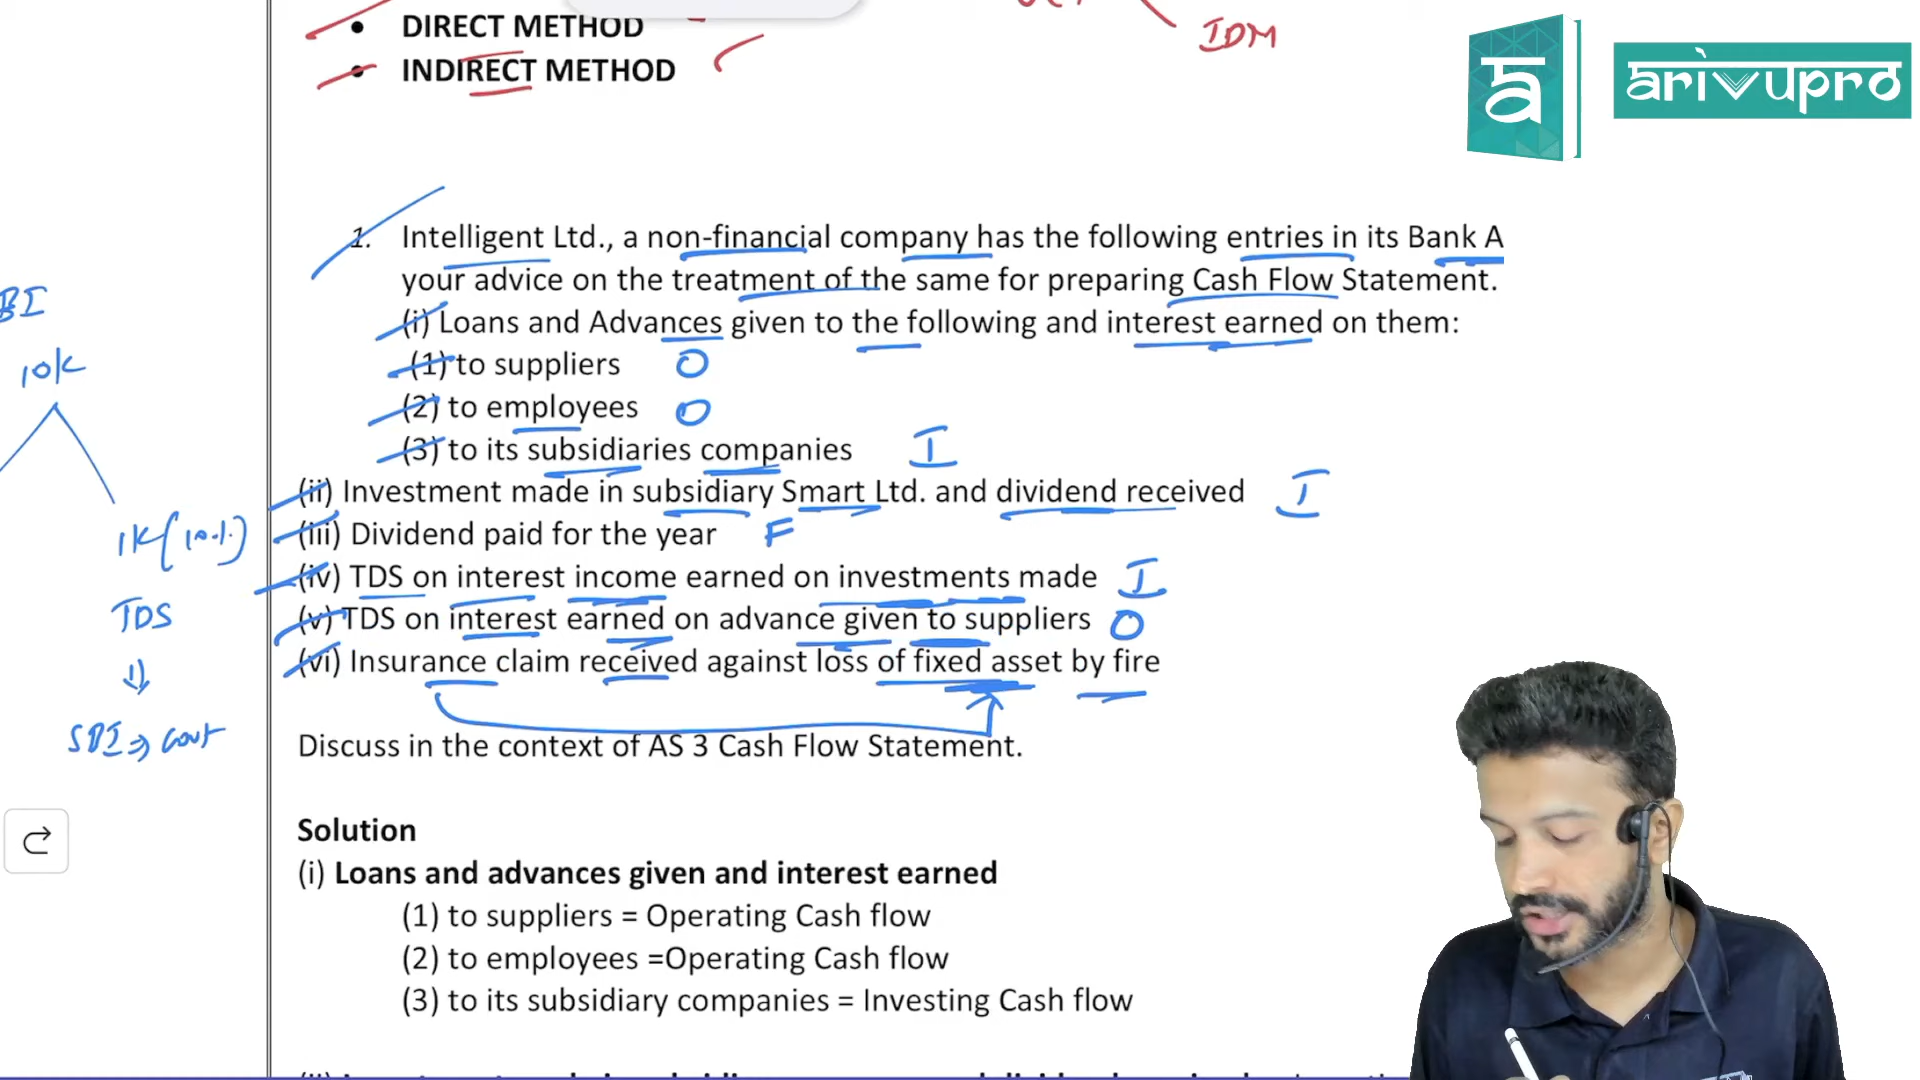 DIRECT METHOD
INDIRECT METHOD
IDM
arivupro
1. Intelligent Ltd., a non-financial company has the following entries in its Bank A
your advice on the treatment of the same for preparing Cash Flow Statement.
(i) Loans and Advances given to the following and interest earned on them:
(1) to suppliers O
(2) to employees O
(3) to its subsidiaries companies I
(ii) Investment made in subsidiary Smart Ltd. and dividend received I
(iii) Dividend paid for the year F
(iv) TDS on interest income earned on investments made I
(v) TDS on interest earned on advance given to suppliers O
(vi) Insurance claim received against loss of fixed asset by fire
Discuss in the context of AS 3 Cash Flow Statement.
Solution
(i) Loans and advances given and interest earned
(1) to suppliers = Operating Cash flow
(2) to employees =Operating Cash flow
(3) to its subsidiary companies = Investing Cash flow
BI
10K
1K (10%)
TDS
SBI ⇒ Govt